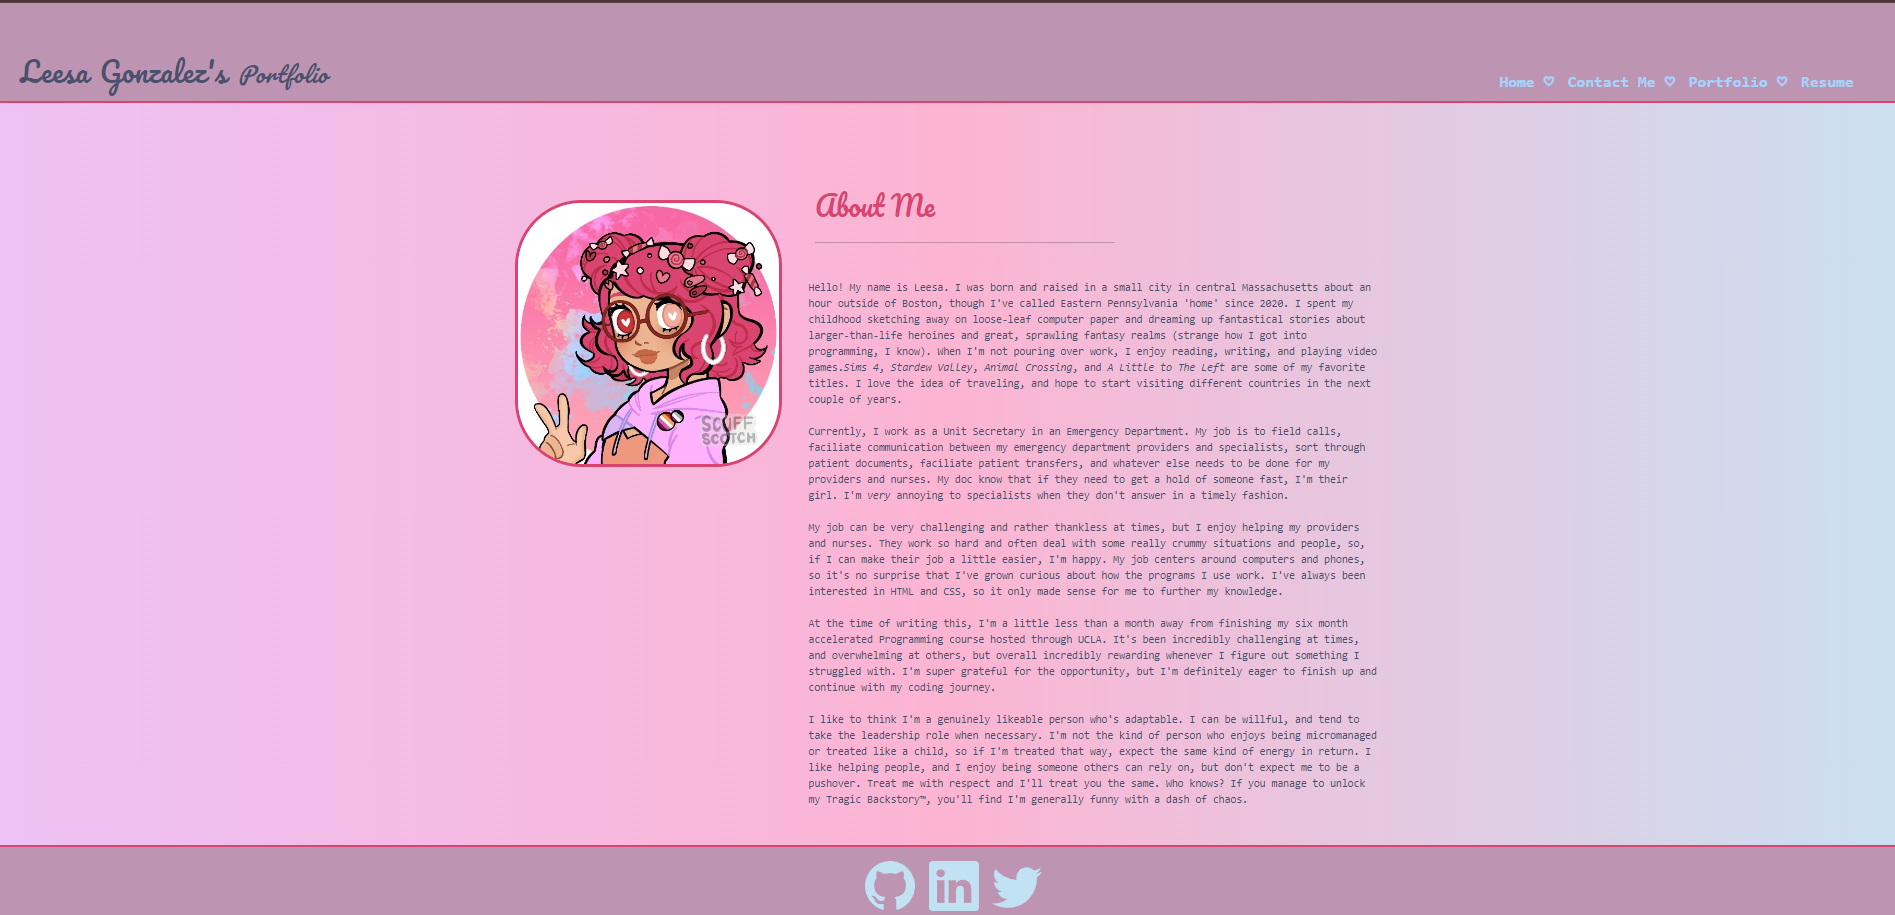 Leesa Gonzalez's Portfolio
Home ♡ Contact Me ♡ Portfolio ♡ Resume
About Me
SCUFF
SCOTCH
Hello! My name is Leesa. I was born and raised in a small city in central Massachusetts about an
hour outside of Boston, though I've called Eastern Pennsylvania 'home' since 2020. I spent my
childhood sketching away on loose-leaf computer paper and dreaming up fantastical stories about
larger-than-life heroines and great, sprawling fantasy realms (strange how I got into
programming, I know). When I'm not pouring over work, I enjoy reading, writing, and playing video
games.Sims 4, Stardew Valley, Animal Crossing, and A Little to The Left are some of my favorite
titles. I love the idea of traveling, and hope to start visiting different countries in the next
couple of years.
Currently, I work as a Unit Secretary in an Emergency Department. My job is to field calls,
faciliate communication between my emergency department providers and specialists, sort through
patient documents, faciliate patient transfers, and whatever else needs to be done for my
providers and nurses. My doc know that if they need to get a hold of someone fast, I'm their
girl. I'm very annoying to specialists when they don't answer in a timely fashion.
My job can be very challenging and rather thankless at times, but I enjoy helping my providers
and nurses. They work so hard and often deal with some really crummy situations and people, so,
if I can make their job a little easier, I'm happy. My job centers around computers and phones,
so it's no surprise that I've grown curious about how the programs I use work. I've always been
interested in HTML and CSS, so it only made sense for me to further my knowledge.
At the time of writing this, I'm a little less than a month away from finishing my six month
accelerated Programming course hosted through UCLA. It's been incredibly challenging at times,
and overwhelming at others, but overall incredibly rewarding whenever I figure out something I
struggled with. I'm super grateful for the opportunity, but I'm definitely eager to finish up and
continue with my coding journey.
I like to think I'm a genuinely likeable person who's adaptable. I can be willful, and tend to
take the leadership role when necessary. I'm not the kind of person who enjoys being micromanaged
or treated like a child, so if I'm treated that way, expect the same kind of energy in return. I
like helping people, and I enjoy being someone others can rely on, but don't expect me to be a
pushover. Treat me with respect and I'll treat you the same. Who knows? If you manage to unlock
my Tragic Backstory™, you'll find I'm generally funny with a dash of chaos.
in